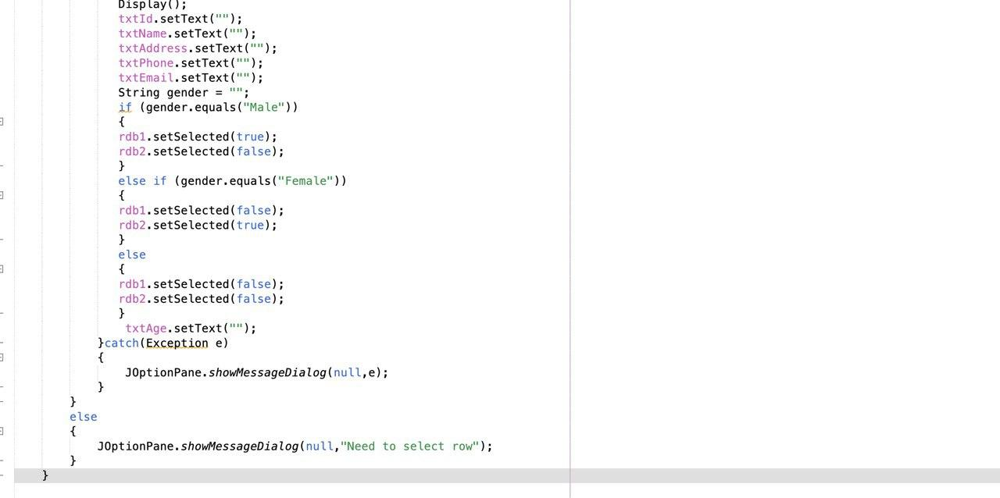 Display();
txtId.setText("");
txtName.setText("");
txtAddress.setText("");
txtPhone.setText("");
txtEmail.setText("");
String gender = "";
if (gender.equals("Male"))
{
rdb1.setSelected(true);
rdb2.setSelected(false);
}
else if (gender.equals("Female"))
{
rdb1.setSelected(false);
rdb2.setSelected(true);
}
else
{
rdb1.setSelected(false);
rdb2.setSelected(false);
}
txtAge.setText("");
}catch(Exception e)
{
JOptionPane.showMessageDialog(null,e);
}
}
else
{
JOptionPane.showMessageDialog(null,"Need to select row");
}
}